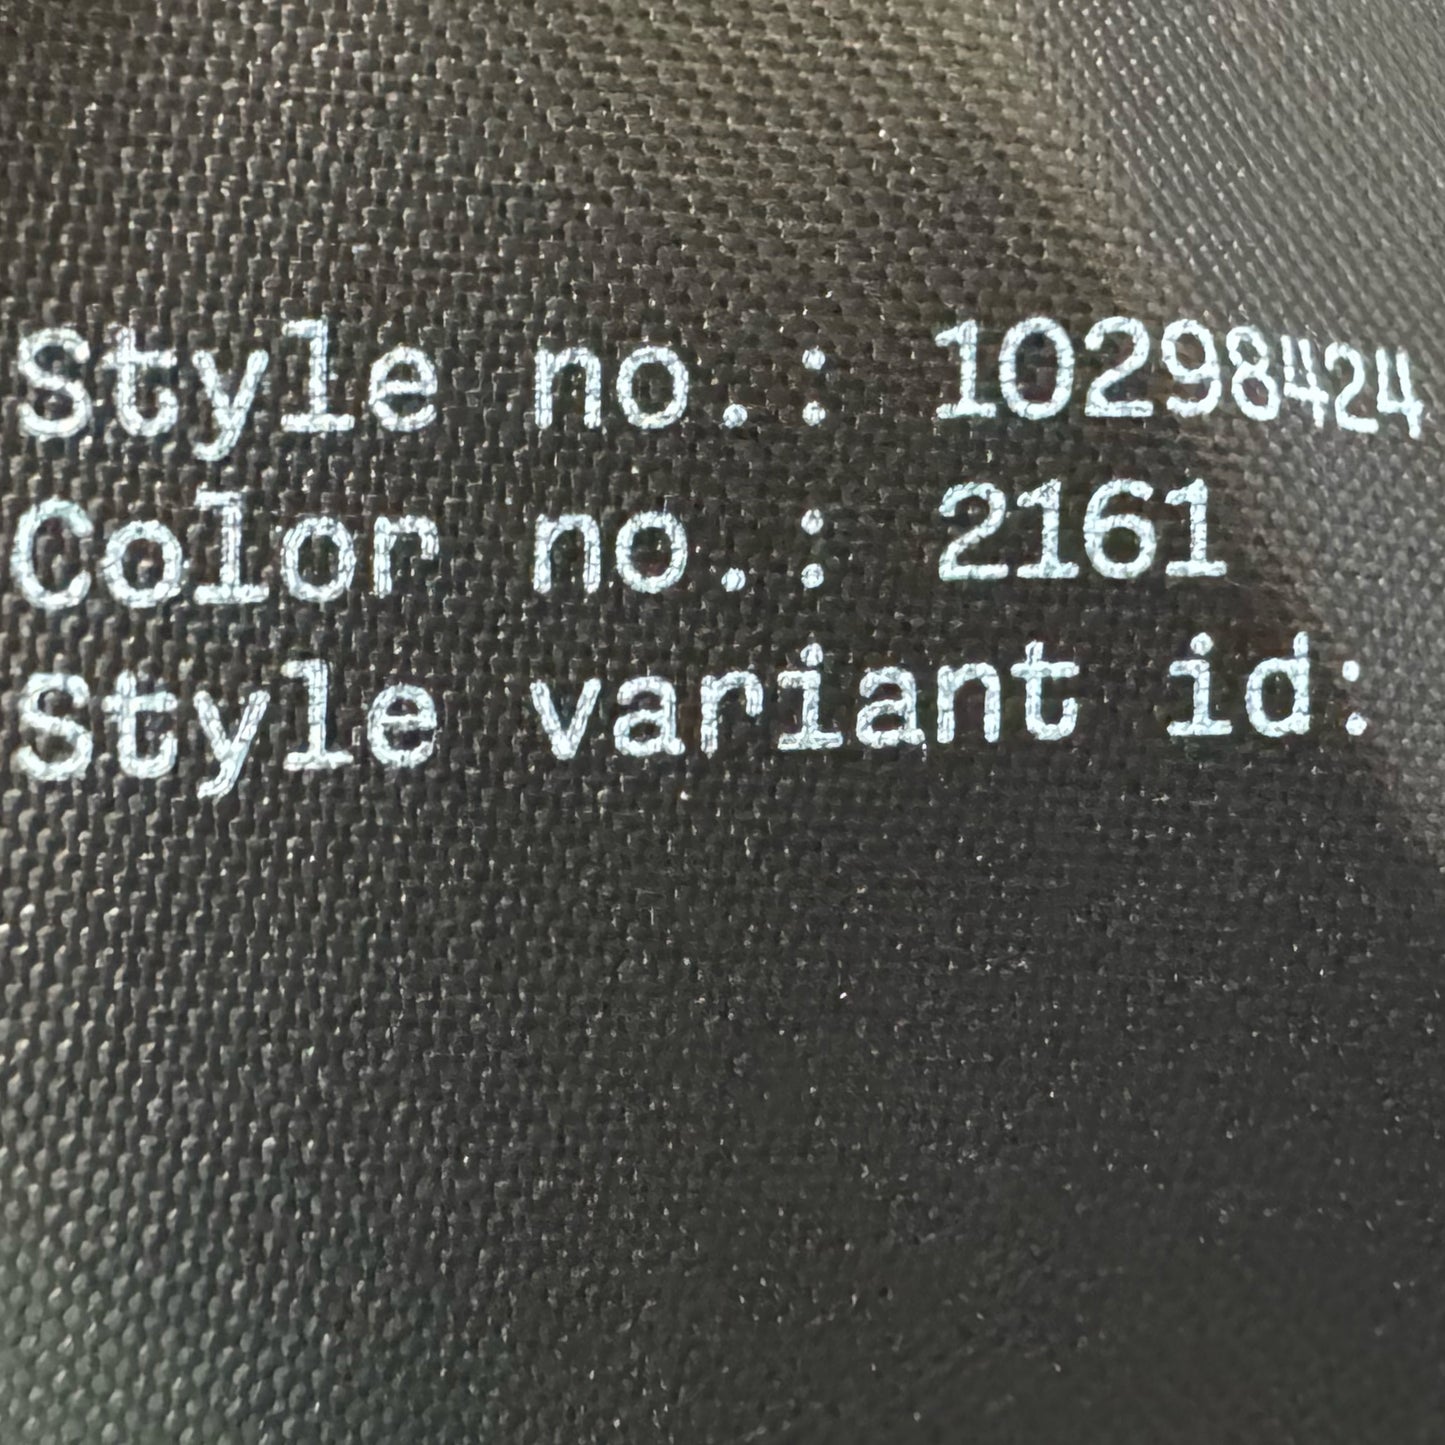 Style no.: 10298424
Color no.: 2161
Style variant id: